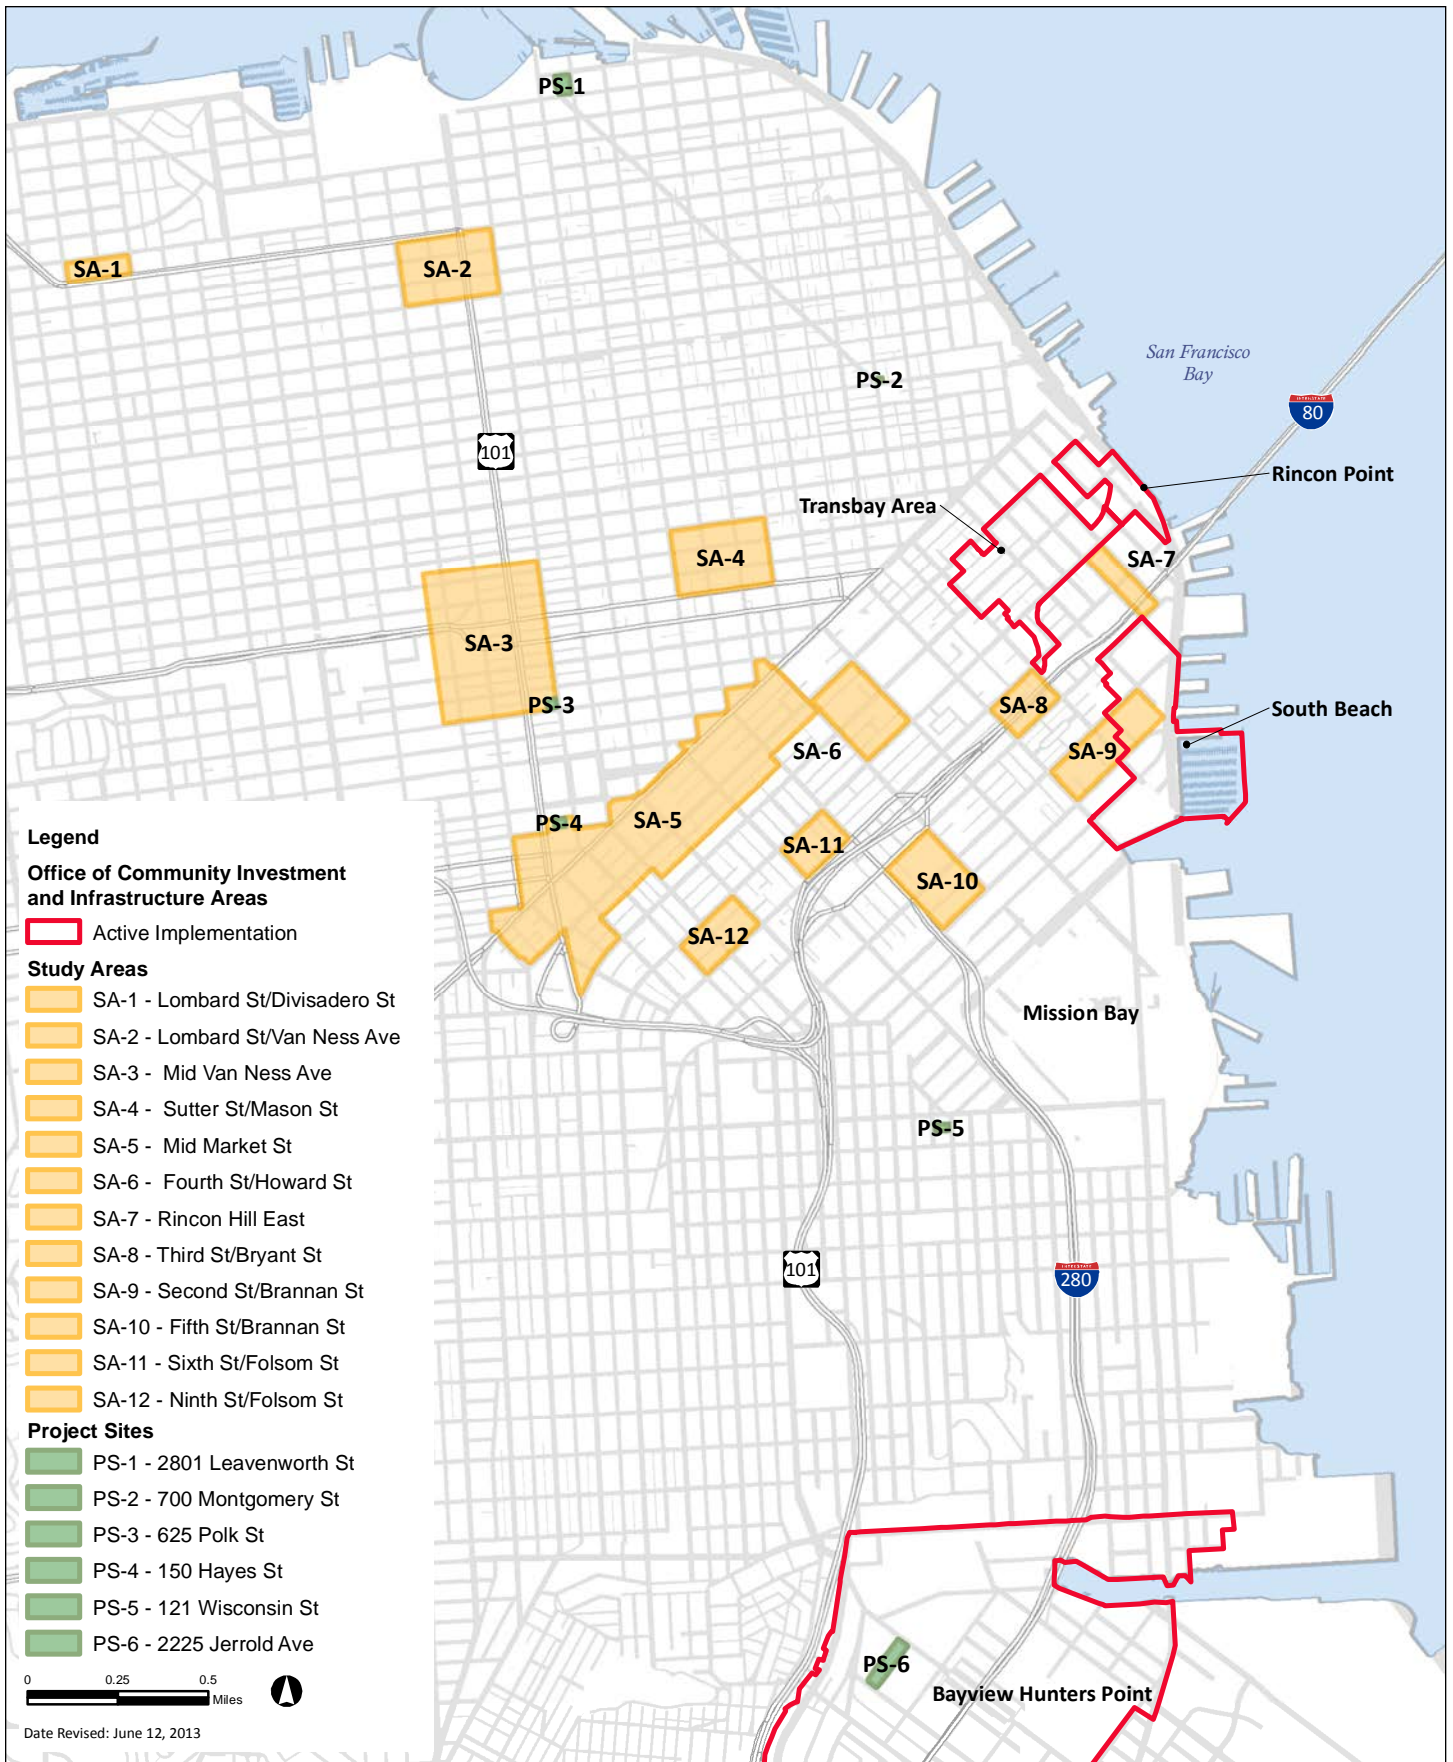 PS-1
SA-1
SA-2
San Francisco
Bay
PS-2
INTERSTATE
80
101
Rincon Point
Transbay Area
SA-4
SA-7
SA-3
PS-3
SA-8
South Beach
SA-6
SA-9
PS-4
SA-5
SA-11
SA-10
SA-12
Mission Bay
PS-5
101
INTERSTATE
280
PS-6
Bayview Hunters Point
Legend
Office of Community Investment
and Infrastructure Areas
Active Implementation
Study Areas
SA-1 - Lombard St/Divisadero St
SA-2 - Lombard St/Van Ness Ave
SA-3 - Mid Van Ness Ave
SA-4 - Sutter St/Mason St
SA-5 - Mid Market St
SA-6 - Fourth St/Howard St
SA-7 - Rincon Hill East
SA-8 - Third St/Bryant St
SA-9 - Second St/Brannan St
SA-10 - Fifth St/Brannan St
SA-11 - Sixth St/Folsom St
SA-12 - Ninth St/Folsom St
Project Sites
PS-1 - 2801 Leavenworth St
PS-2 - 700 Montgomery St
PS-3 - 625 Polk St
PS-4 - 150 Hayes St
PS-5 - 121 Wisconsin St
PS-6 - 2225 Jerrold Ave
0 0.25 0.5
Miles
Date Revised: June 12, 2013